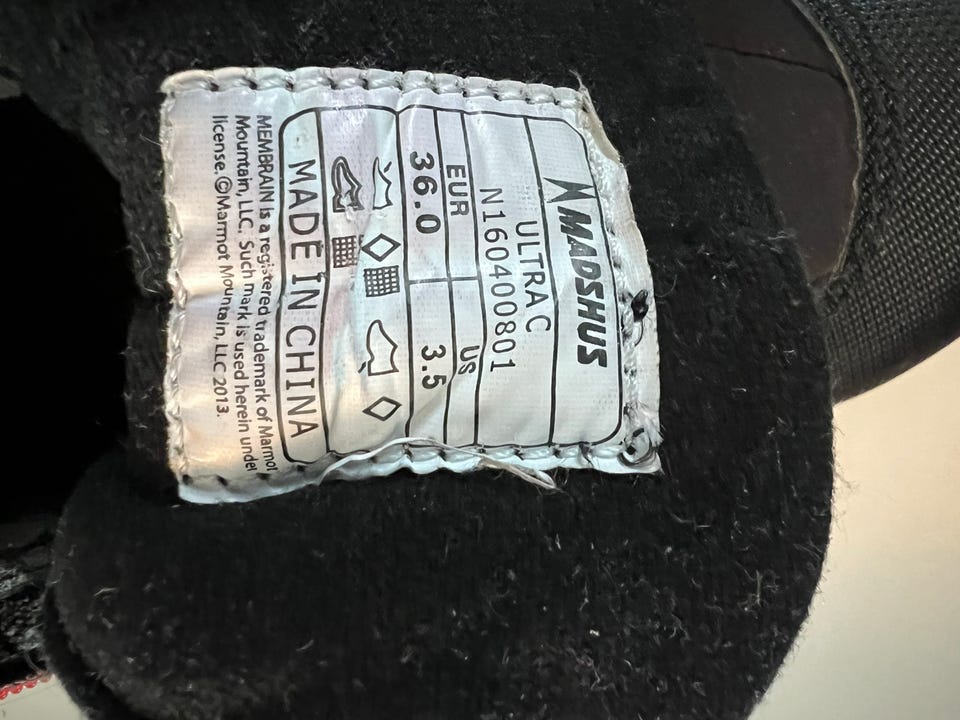 MADSHUS
ULTRA C
N160400801
EUR US
36.0 3.5
MADE IN CHINA
MEMBRAIN is a registered trademark of Marmot
Mountain, LLC. Such mark is used herein under
license. ©Marmot Mountain, LLC 2013.